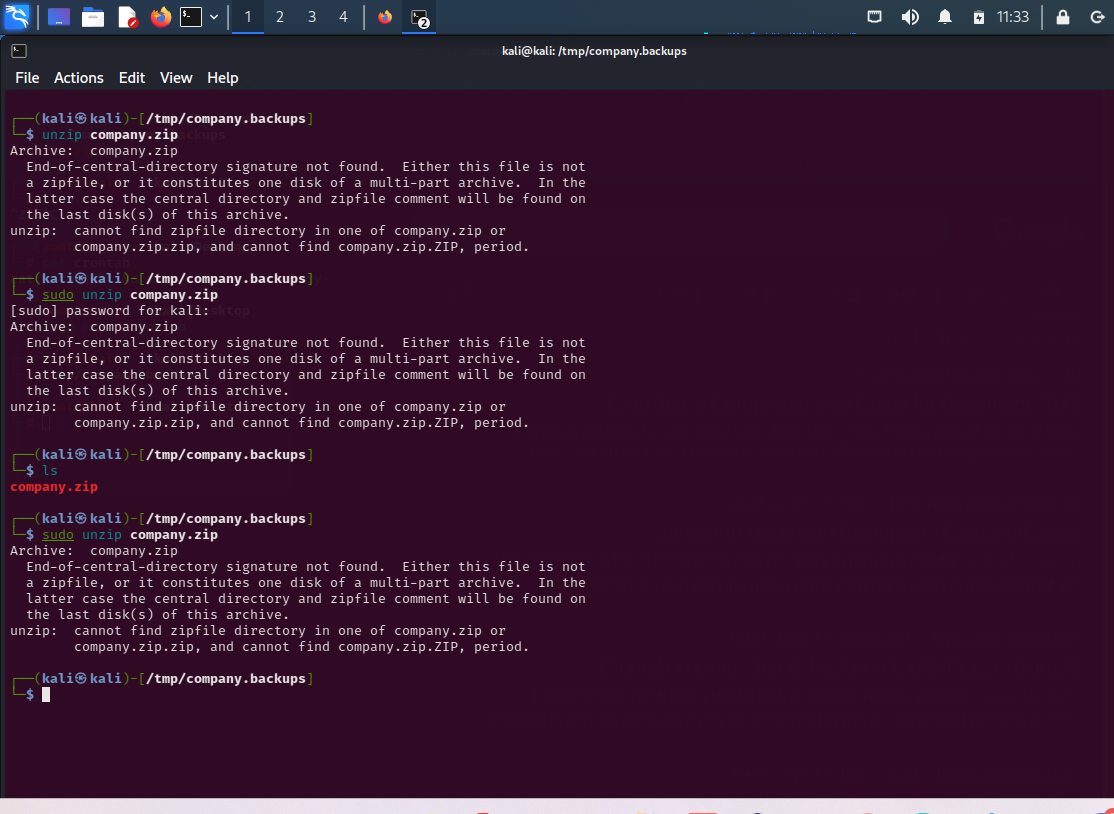 1 2 3 4 2 11:33
kali@kali: /tmp/company.backups
File Actions Edit View Help
┌──(kali㉿kali)-[/tmp/company.backups]
└─$ unzip company.zip
Archive:  company.zip
  End-of-central-directory signature not found.  Either this file is not
  a zipfile, or it constitutes one disk of a multi-part archive.  In the
  latter case the central directory and zipfile comment will be found on
  the last disk(s) of this archive.
unzip:  cannot find zipfile directory in one of company.zip or
        company.zip.zip, and cannot find company.zip.ZIP, period.
┌──(kali㉿kali)-[/tmp/company.backups]
└─$ sudo unzip company.zip
[sudo] password for kali:
Archive:  company.zip
  End-of-central-directory signature not found.  Either this file is not
  a zipfile, or it constitutes one disk of a multi-part archive.  In the
  latter case the central directory and zipfile comment will be found on
  the last disk(s) of this archive.
unzip:  cannot find zipfile directory in one of company.zip or
        company.zip.zip, and cannot find company.zip.ZIP, period.
┌──(kali㉿kali)-[/tmp/company.backups]
└─$ ls
company.zip
┌──(kali㉿kali)-[/tmp/company.backups]
└─$ sudo unzip company.zip
Archive:  company.zip
  End-of-central-directory signature not found.  Either this file is not
  a zipfile, or it constitutes one disk of a multi-part archive.  In the
  latter case the central directory and zipfile comment will be found on
  the last disk(s) of this archive.
unzip:  cannot find zipfile directory in one of company.zip or
        company.zip.zip, and cannot find company.zip.ZIP, period.
┌──(kali㉿kali)-[/tmp/company.backups]
└─$